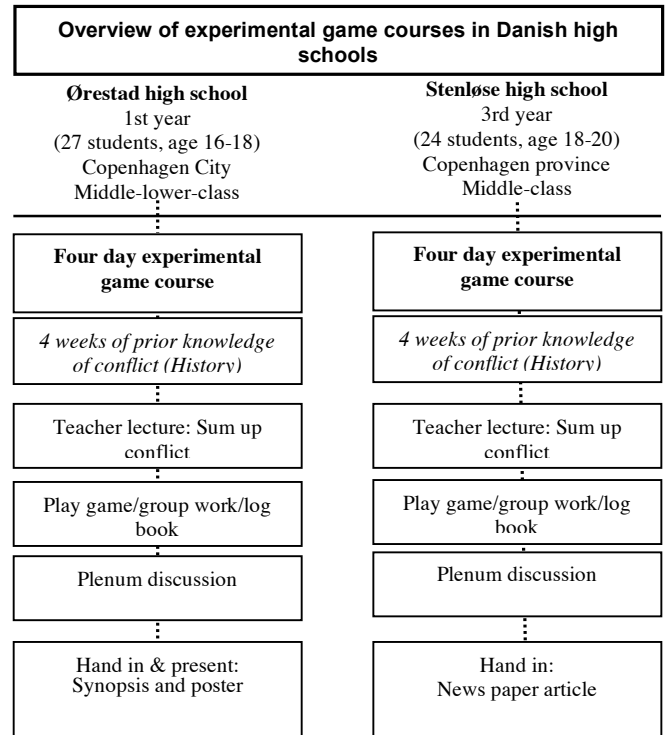 Overview of experimental game courses in Danish high
schools
Ørestad high school
1st year
(27 students, age 16-18)
Copenhagen City
Middle-lower-class
Stenløse high school
3rd year
(24 students, age 18-20)
Copenhagen province
Middle-class
Four day experimental
game course
4 weeks of prior knowledge
of conflict (History)
Teacher lecture: Sum up
conflict
Play game/group work/log
book
Plenum discussion
Hand in & present:
Synopsis and poster
Four day experimental
game course
4 weeks of prior knowledge
of conflict (History)
Teacher lecture: Sum up
conflict
Play game/group work/log
book
Plenum discussion
Hand in:
News paper article